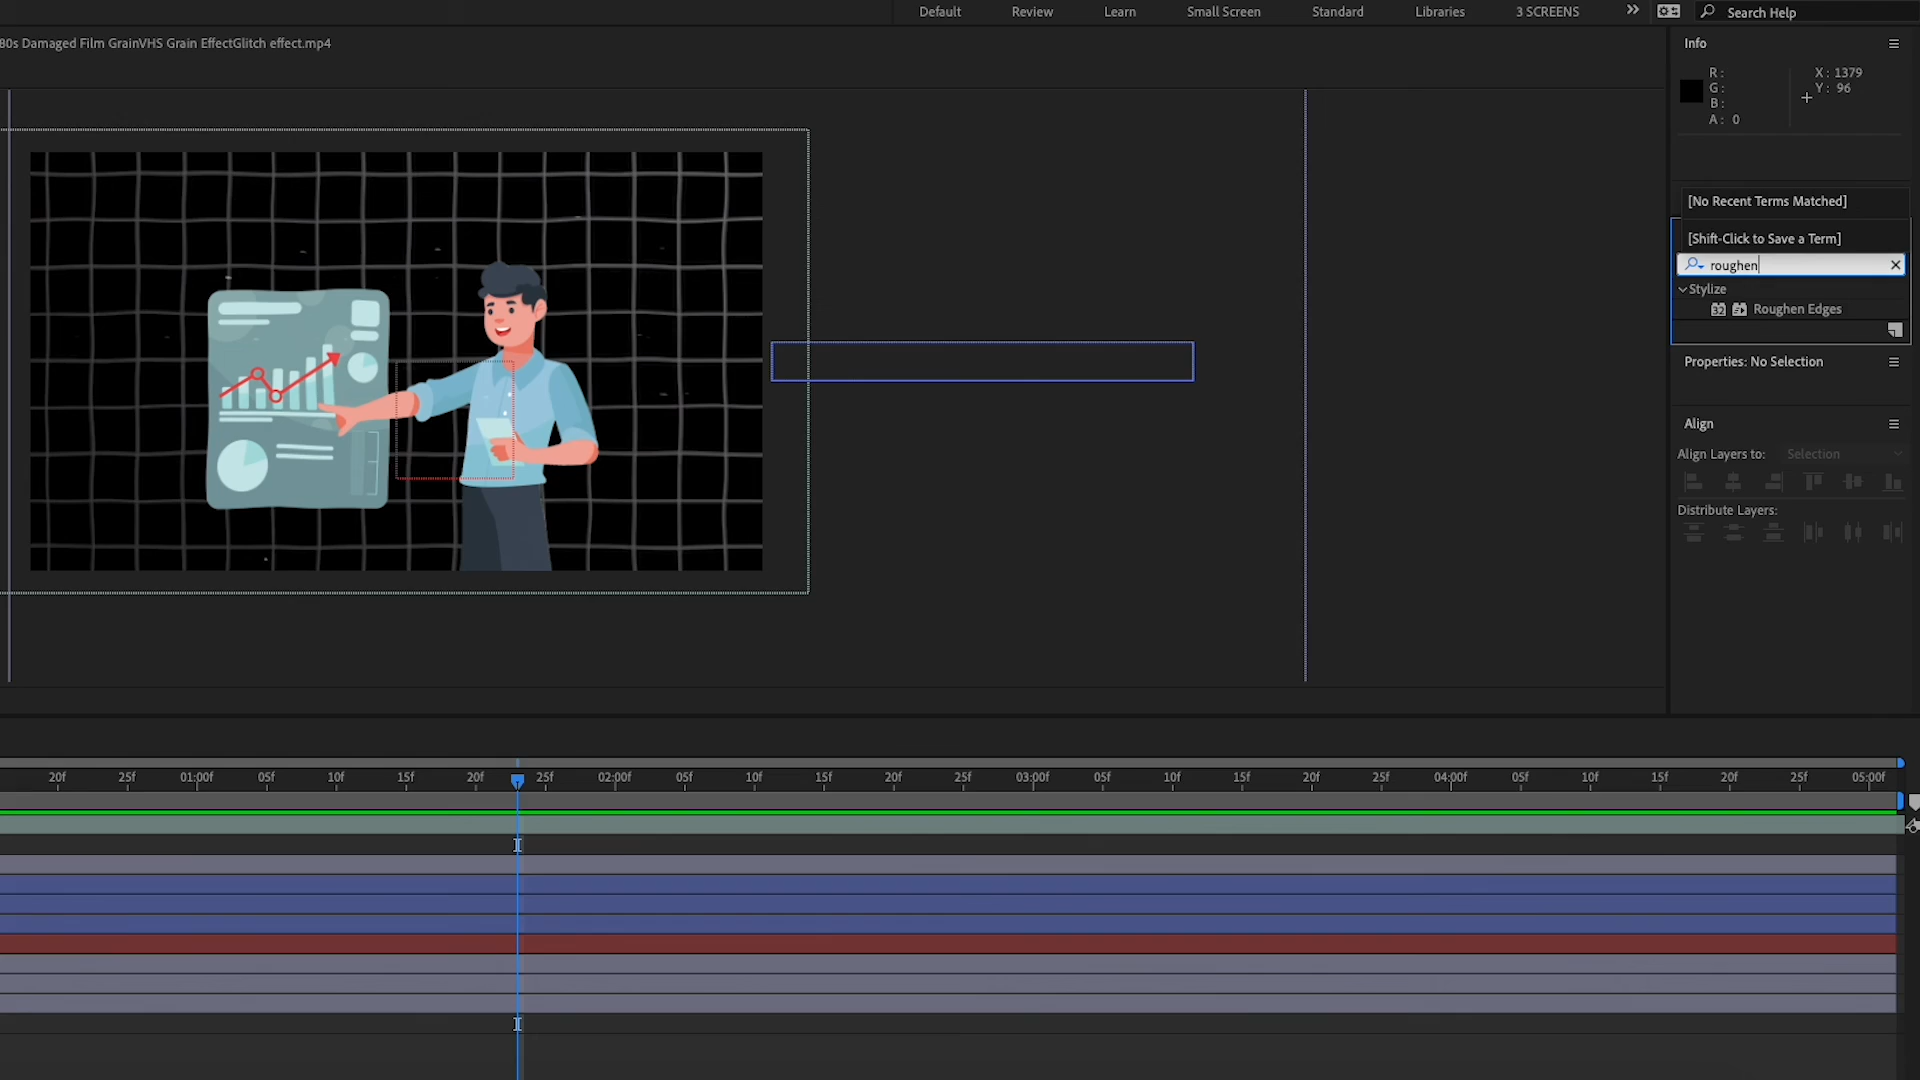 Default Review Learn Small Screen Standard Libraries 3 SCREENS Search Help
80s Damaged Film GrainVHS Grain EffectGlitch effect.mp4
Info
R:
G:
B:
A: 0
X: 1379
Y: 96
[No Recent Terms Matched]
[Shift-Click to Save a Term]
roughen
Stylize
32 Roughen Edges
Properties: No Selection
Align
Align Layers to: Selection
Distribute Layers:
20f 25f 01:00f 05f 10f 15f 20f 25f 02:00f 05f 10f 15f 20f 25f 03:00f 05f 10f 15f 20f 25f 04:00f 05f 10f 15f 20f 25f 05:00f